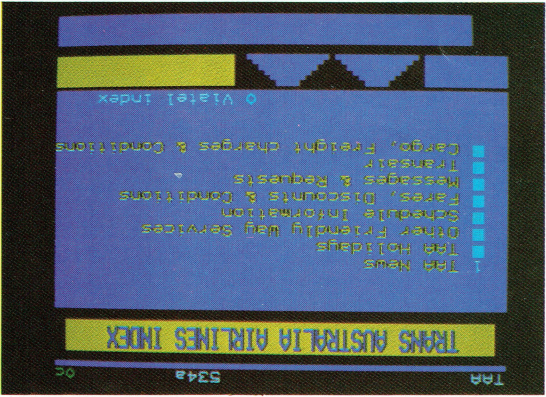 TAA 534a 0c
TRANS AUSTRALIA AIRLINES INDEX
1 TAA News
TAA Holidays
Other Friendly Way Services
Schedule Information
Fares, Discounts & Conditions
Messages & Requests
Transair
Cargo, Freight charges & Conditions
0 Viatel index